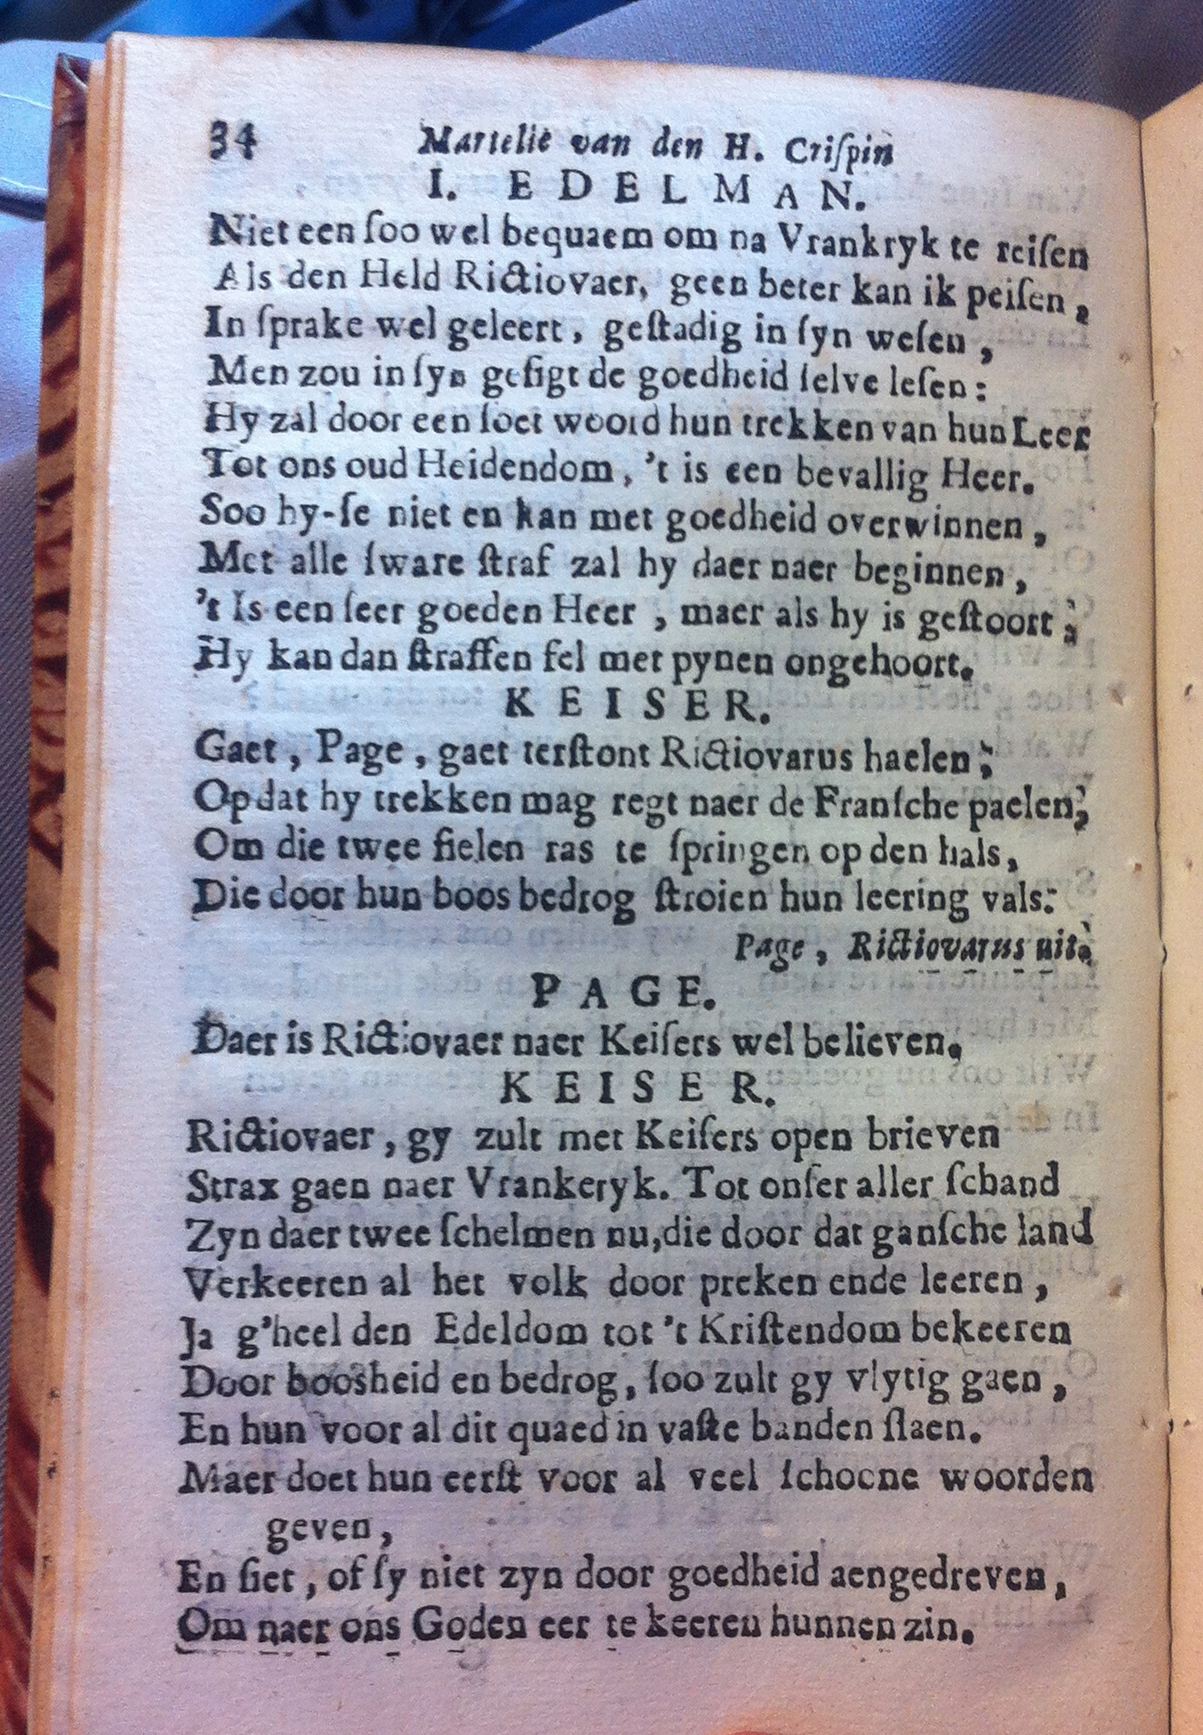 34 Martelie van den H. Criſpin
I. EDELMAN.
Niet een ſoo wel bequaem om na Vrankryk te reiſen
Als den Held Rictiovaer, geen beter kan ik peiſen,
In ſprake wel geleert, geſtadig in ſyn weſen,
Men zou in ſyn geſigt de goedheid ſelve leſen:
Hy zal door een ſoet woord hun trekken van hun Leer
Tot ons oud Heidendom, 't is een bevallig Heer.
Soo hy-ſe niet en kan met goedheid overwinnen,
Met alle ſware ſtraf zal hy daer naer beginnen,
't Is een ſeer goeden Heer, maer als hy is geſtoort;
Hy kan dan ſtraffen fel met pynen ongehoort.
KEISER.
Gaet, Page, gaet terſtont Rictiovarus haelen;
Opdat hy trekken mag regt naer de Franſche paelen;
Om die twee fielen ras te ſpringen op den hals,
Die door hun boos bedrog ſtroien hun leering vals:
Page, Rictiovarus uit.
PAGE.
Daer is Rictiovaer naer Keiſers wel believen.
KEISER.
Rictiovaer, gy zult met Keiſers open brieven
Strax gaen naer Vrankeryk. Tot onſer aller ſchand
Zyn daer twee ſchelmen nu, die door dat ganſche land
Verkeeren al het volk door preken ende leeren,
Ja g'heel den Edeldom tot 't Kriſtendom bekeeren
Door boosheid en bedrog, ſoo zult gy vlytig gaen,
En hun voor al dit quaed in vaſte banden ſlaen.
Maer doet hun eerſt voor al veel ſchoone woorden
geven,
En ſiet, of ſy niet zyn door goedheid aengedreven,
Om naer ons Goden eer te keeren hunnen zin.